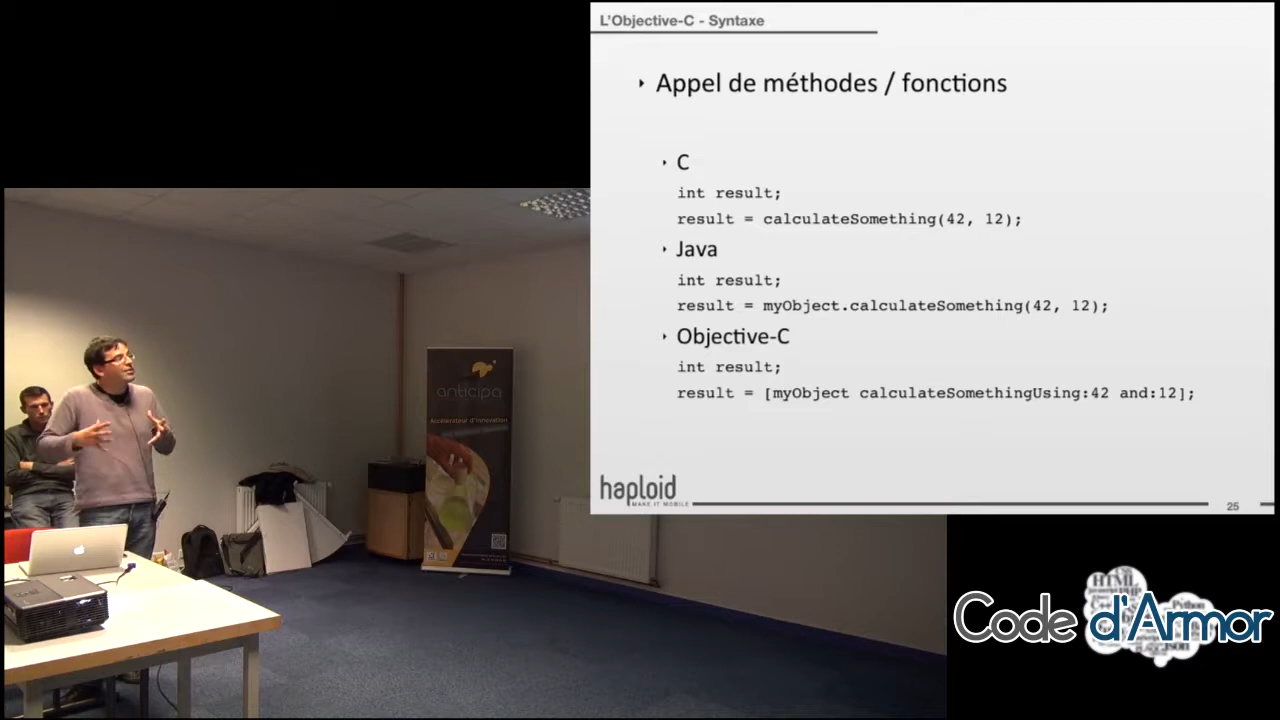 L'Objective-C - Syntaxe
Appel de méthodes / fonctions
C
int result;
result = calculateSomething(42, 12);
Java
int result;
result = myObject.calculateSomething(42, 12);
Objective-C
int result;
result = [myObject calculateSomethingUsing:42 and:12];
haploid
MAKE IT MOBILE
25
anticipa
Accélérateur d'innovation
HTML
Python
Code d'Armor